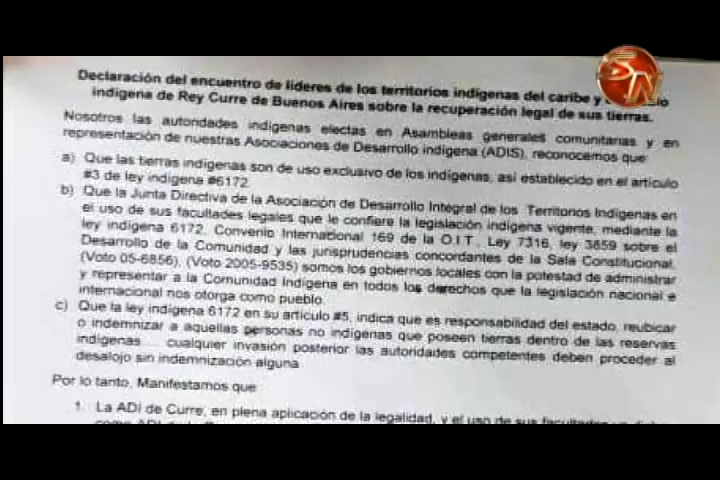 SN
Declaración del encuentro de líderes de los territorios indígenas del caribe y
indígena de Rey Curre de Buenos Aires sobre la recuperación legal de sus tierras.
Nosotros las autoridades indígenas electas en Asambleas generales comunitarias y en
representación de nuestras Asociaciones de Desarrollo indígena (ADIS), reconocemos que:
a) Que las tierras indígenas son de uso exclusivo de los indígenas, así establecido en el artículo
#3 de ley indígena #6172.
b) Que la Junta Directiva de la Asociación de Desarrollo Integral de los Territorios Indígenas en
el uso de sus facultades legales que le confiere la legislación indígena vigente, mediante la
ley indígena 6172, Convenio Internacional 169 de la O.I.T, Ley 7316, ley 3859 sobre el
Desarrollo de la Comunidad y las jurisprudencias concordantes de la Sala Constitucional,
(Voto 05-6856), (Voto 2005-9535) somos los gobiernos locales con la potestad de administrar
y representar a la Comunidad Indígena en todos los derechos que la legislación nacional e
internacional nos otorga como pueblo.
c) Que la ley indígena 6172 en su artículo #5, indica que es responsabilidad del estado, reubicar
o indemnizar a aquellas personas no indígenas que poseen tierras dentro de las reservas
indígenas.... cualquier invasión posterior las autoridades competentes deben proceder al
desalojo sin indemnización alguna
Por lo tanto, Manifestamos que:
1. La ADI de Curre, en plena aplicación de la legalidad, y el uso de sus